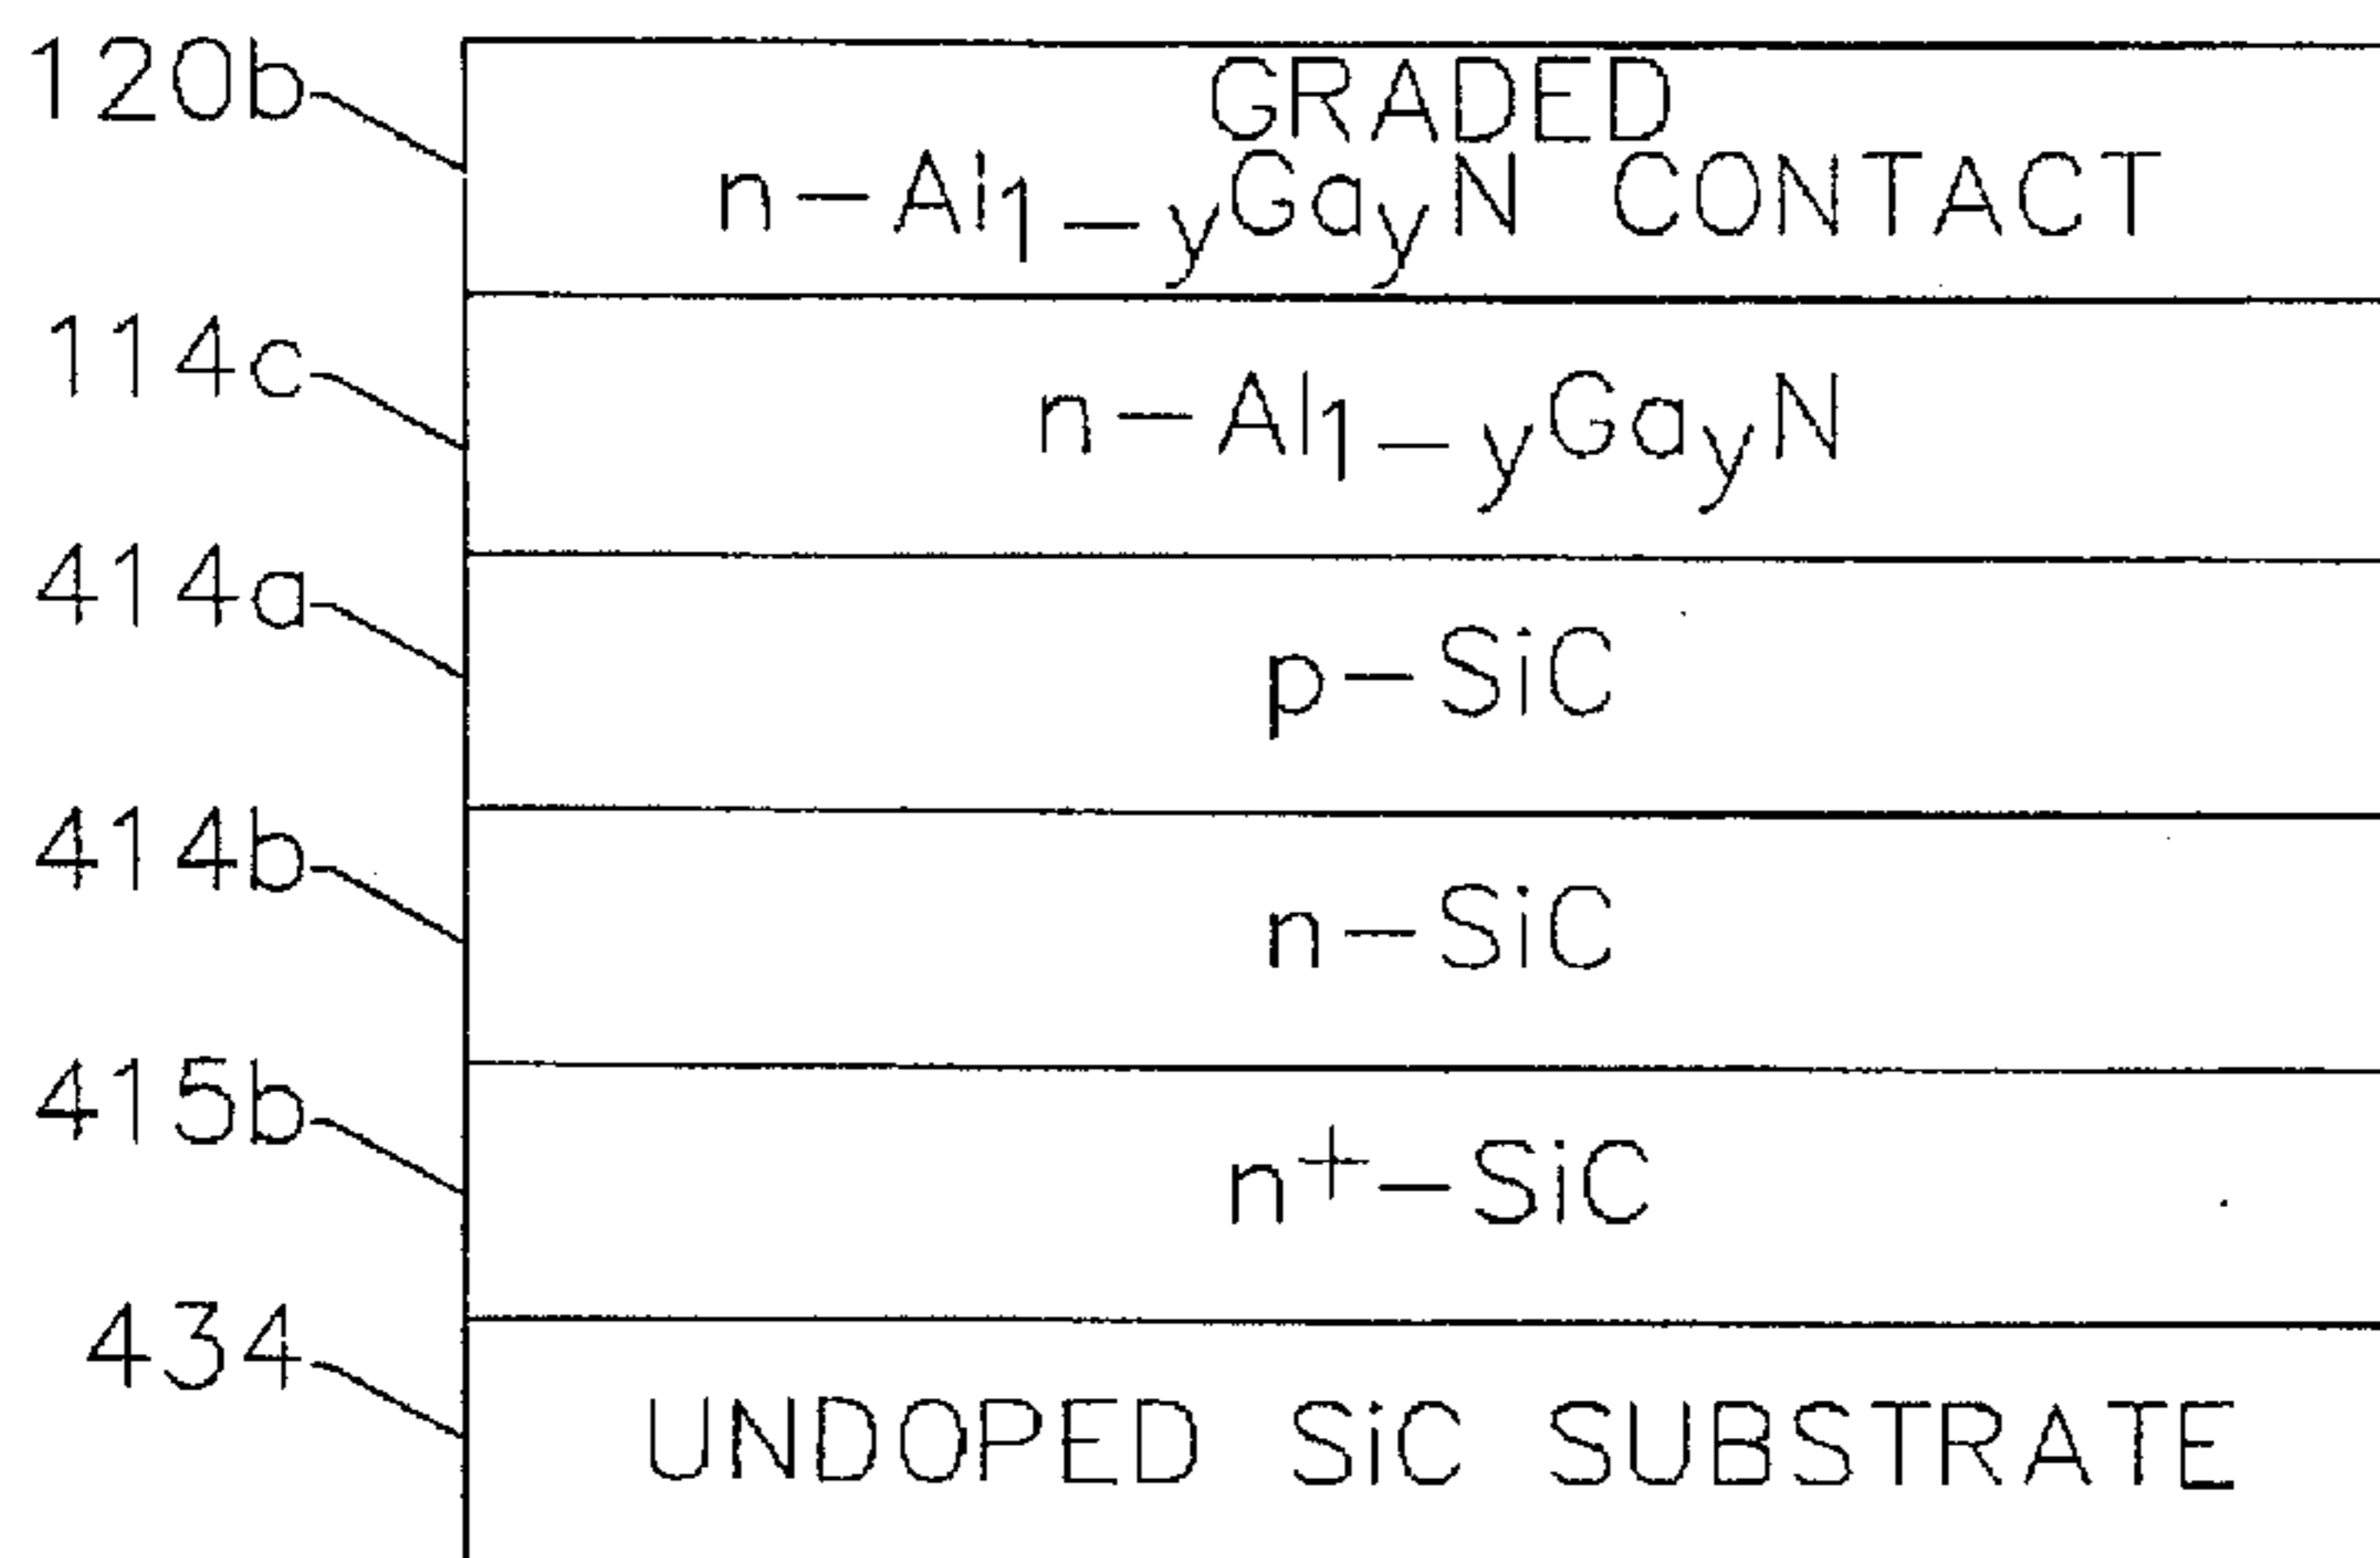 120b
GRADED
n-Al1-yGayN CONTACT
114c
n-Al1-yGayN
414a
p-SiC
414b
n-SiC
415b
n+-SiC
434
UNDOPED SiC SUBSTRATE